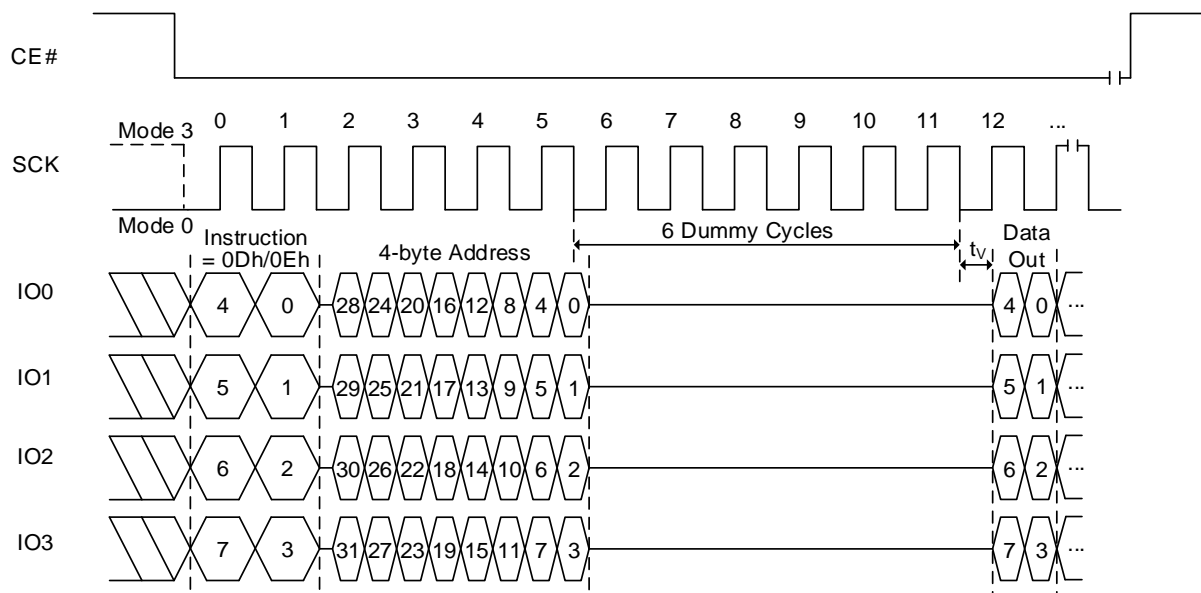 CE#
0 1 2 3 4 5 6 7 8 9 10 11 12 ...
Mode 3
SCK
Mode 0
Instruction
= 0Dh/0Eh
4-byte Address
6 Dummy Cycles
tV
Data
Out
IO0 4 0 28 24 20 16 12 8 4 0 4 0 ...
IO1 5 1 29 25 21 17 13 9 5 1 5 1 ...
IO2 6 2 30 26 22 18 14 10 6 2 6 2 ...
IO3 7 3 31 27 23 19 15 11 7 3 7 3 ...